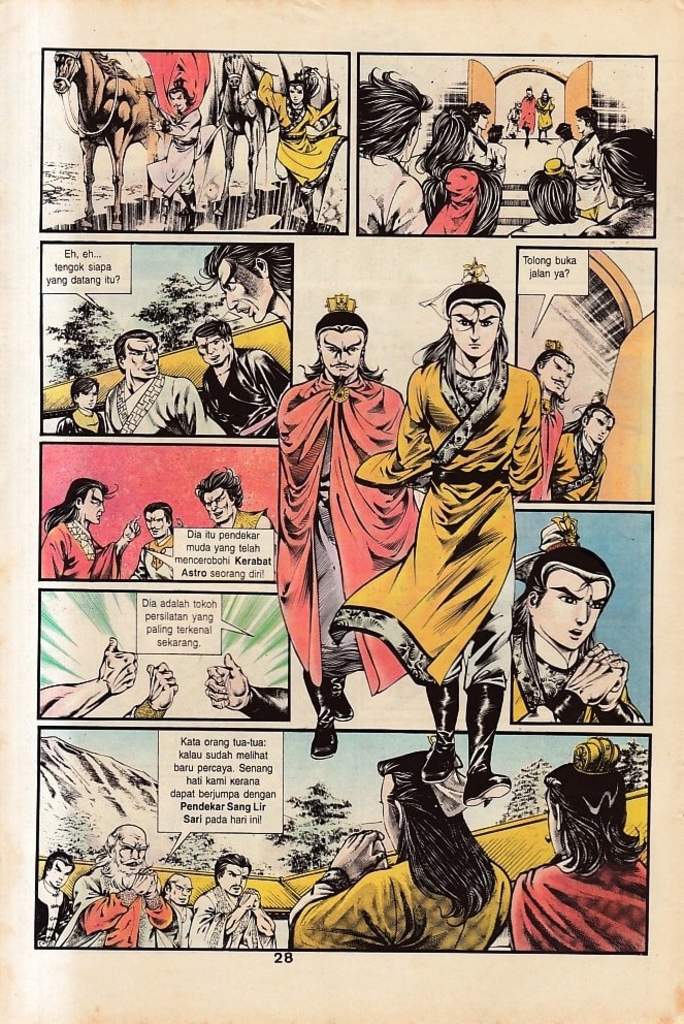 Eh, eh...
tengok siapa
yang datang itu?
Tolong buka
jalan ya?
Dia itu pendekar
muda yang telah
mencerobohi Kerabat
Astro seorang diri!
Dia adalah tokoh
persilatan yang
paling terkenal
sekarang.
Kata orang tua-tua:
kalau sudah melihat
baru percaya. Senang
hati kami kerana
dapat berjumpa dengan
Pendekar Sang Lir
Sari pada hari ini!
28